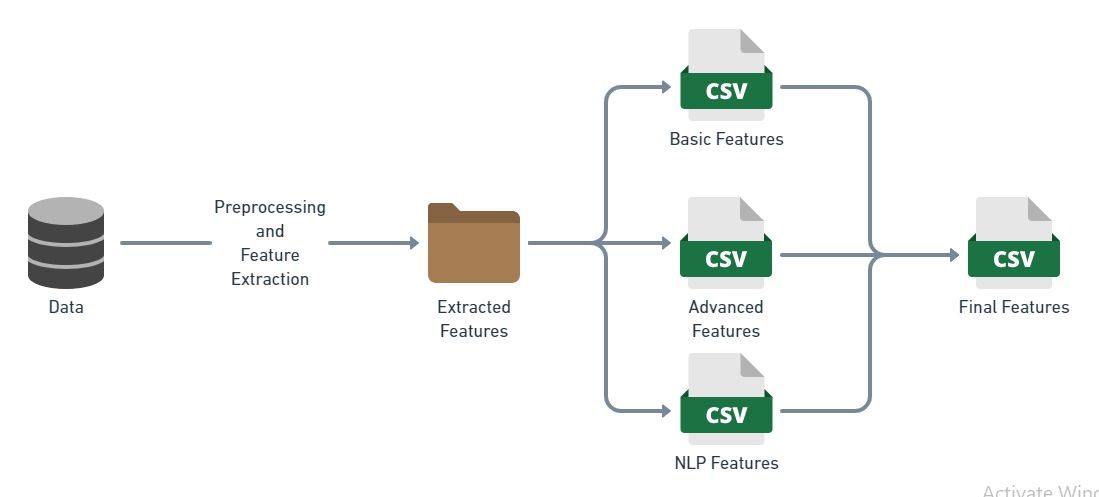 CSV
Basic Features
Preprocessing
and
Feature
Extraction
Data
Extracted
Features
CSV
Advanced
Features
CSV
NLP Features
CSV
Final Features
Activate